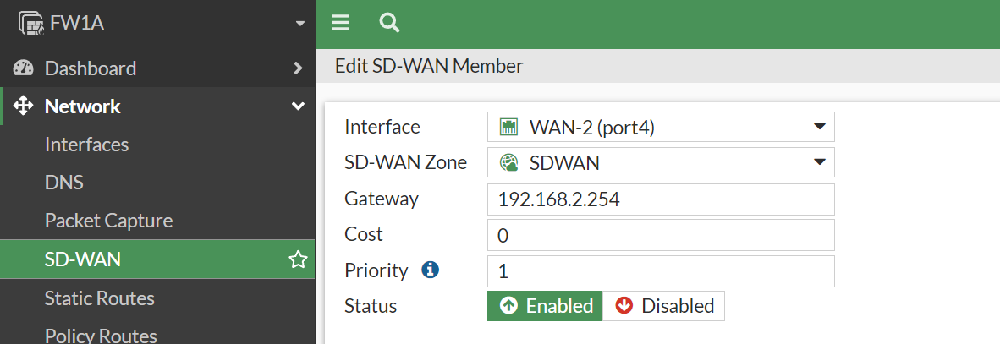 FW1A
Dashboard
Network
Interfaces
DNS
Packet Capture
SD-WAN
Static Routes
Policy Routes
Edit SD-WAN Member
Interface WAN-2 (port4)
SD-WAN Zone SDWAN
Gateway 192.168.2.254
Cost 0
Priority 1
Status Enabled Disabled